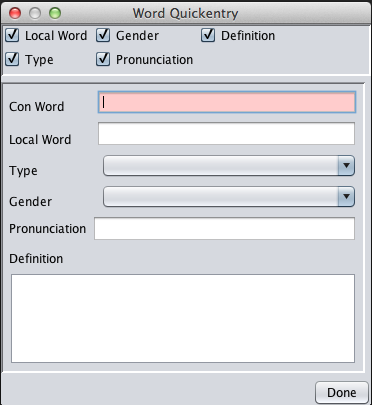 Word Quickentry
Local Word Gender Definition
Type Pronunciation
Con Word
Local Word
Type
Gender
Pronunciation
Definition
Done